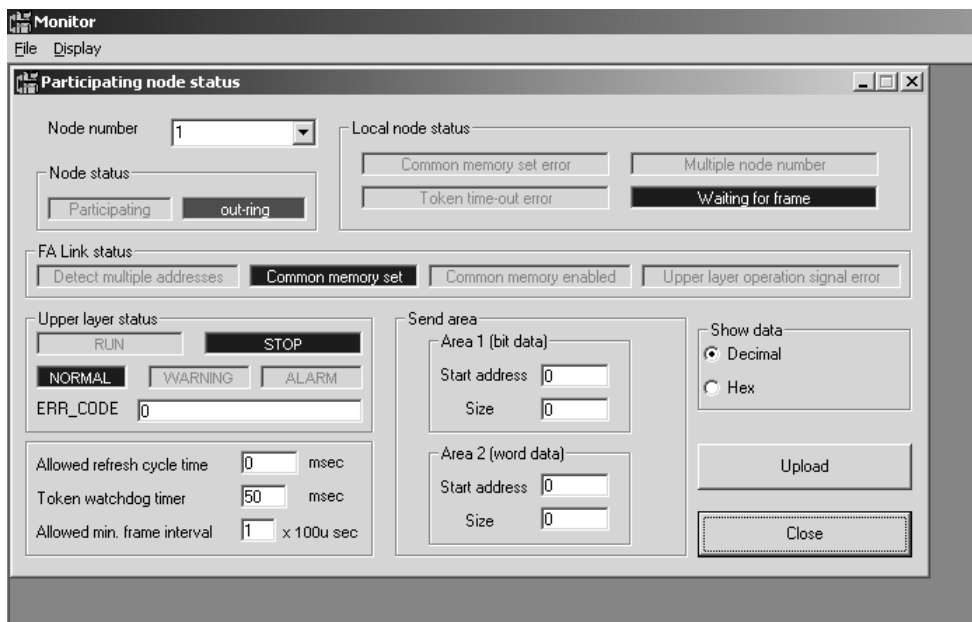 Monitor
File Display
Participating node status
Node number 1
Local node status
Common memory set error Multiple node number
Token time-out error Waiting for frame
Node status
Participating out-ring
FA Link status
Detect multiple addresses Common memory set Common memory enabled Upper layer operation signal error
Upper layer status
RUN STOP
NORMAL WARNING ALARM
ERR_CODE 0
Allowed refresh cycle time 0 msec
Token watchdog timer 50 msec
Allowed min. frame interval 1 x 100u sec
Send area
Area 1 (bit data)
Start address 0
Size 0
Area 2 (word data)
Start address 0
Size 0
Show data
Decimal
Hex
Upload
Close